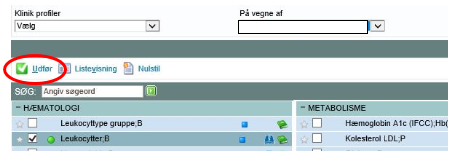 Klinik profiler
På vegne af
Vælg
Udfør Listevisning Nulstil
SØG: Angiv søgeord
− HÆMATOLOGI
− METABOLISME
Leukocyttype gruppe;B
Hæmoglobin A1c (IFCC);Hb(
Leukocytter;B
Kolesterol LDL;P